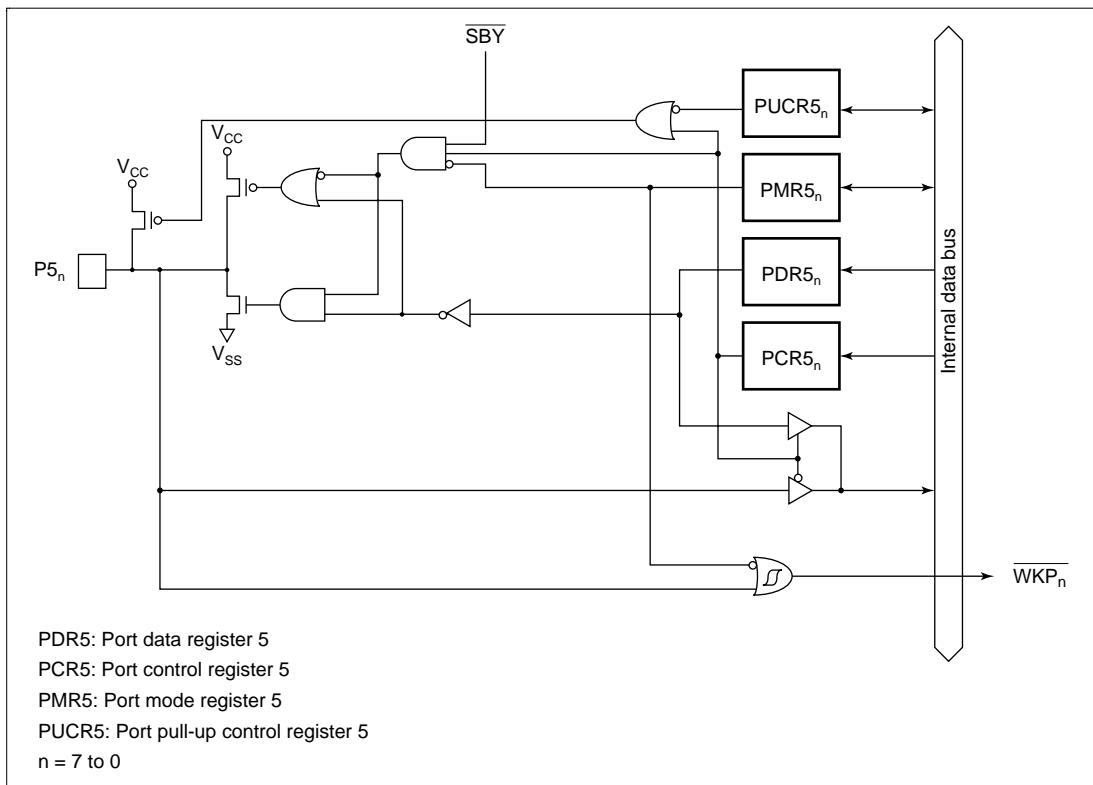 SBY
PUCR5n
VCC
VCC
PMR5n
P5n
PDR5n
VSS
PCR5n
Internal data bus
WKPn
PDR5: Port data register 5
PCR5: Port control register 5
PMR5: Port mode register 5
PUCR5: Port pull-up control register 5
n = 7 to 0